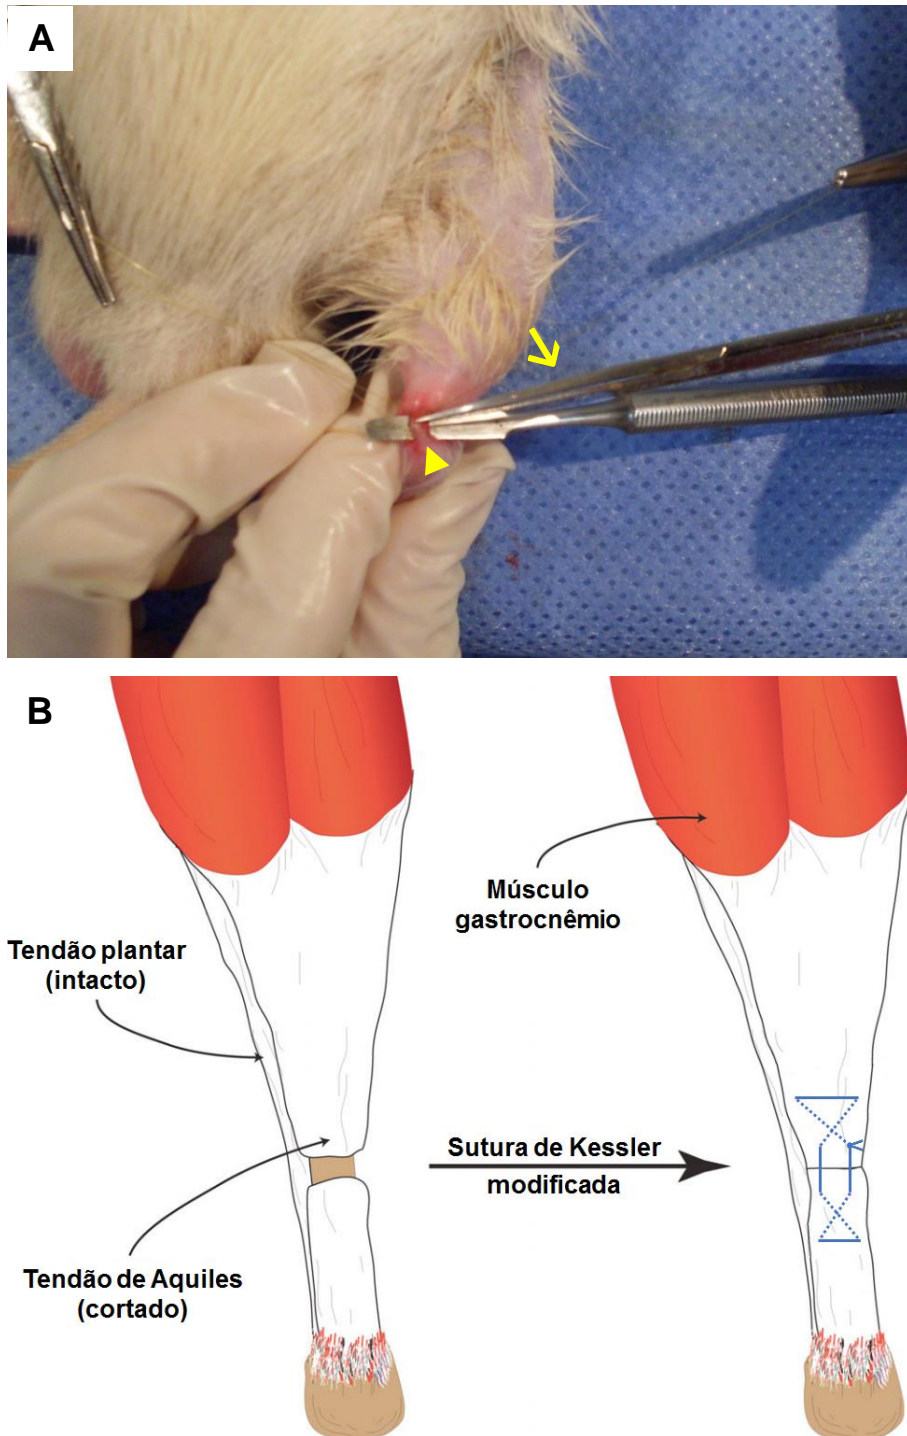 A
B
Tendão plantar
(intacto)
Músculo
gastrocnêmio
Sutura de Kessler
modificada
Tendão de Aquiles
(cortado)